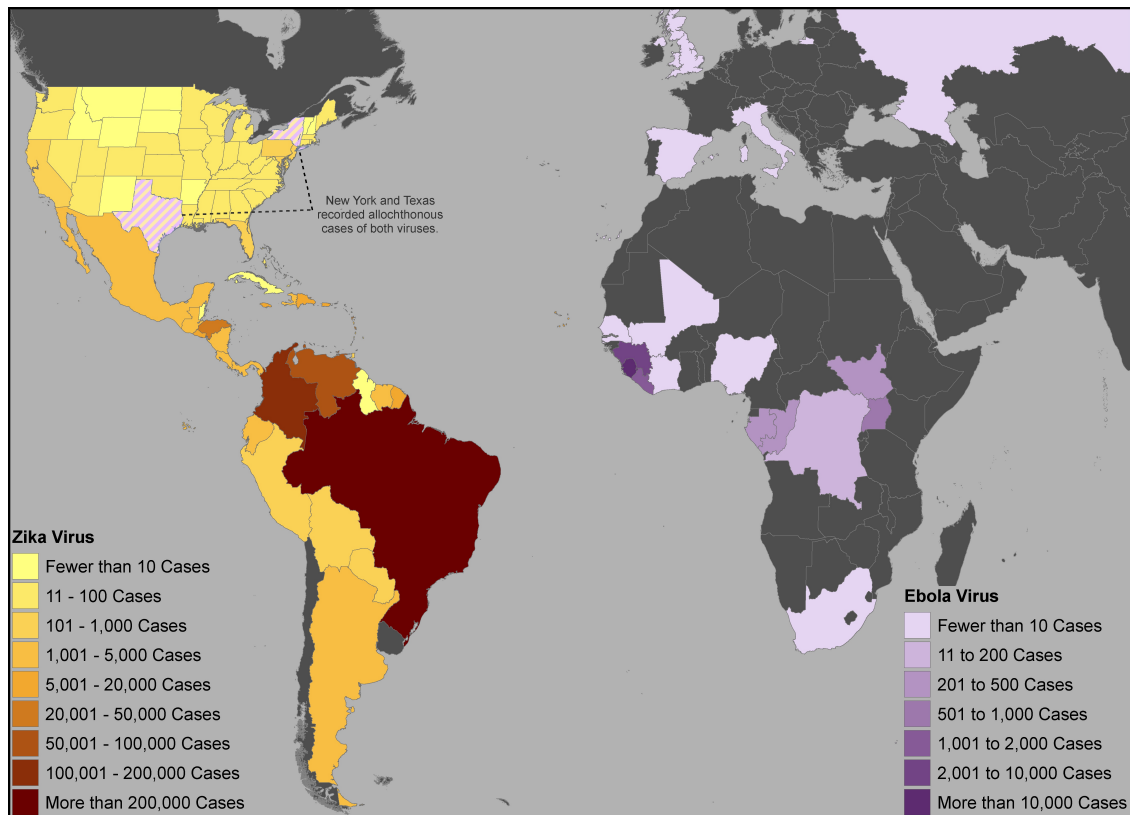 New York and Texas
recorded allochthonous
cases of both viruses.
Zika Virus
Fewer than 10 Cases
11 - 100 Cases
101 - 1,000 Cases
1,001 - 5,000 Cases
5,001 - 20,000 Cases
20,001 - 50,000 Cases
50,001 - 100,000 Cases
100,001 - 200,000 Cases
More than 200,000 Cases
Ebola Virus
Fewer than 10 Cases
11 to 200 Cases
201 to 500 Cases
501 to 1,000 Cases
1,001 to 2,000 Cases
2,001 to 10,000 Cases
More than 10,000 Cases